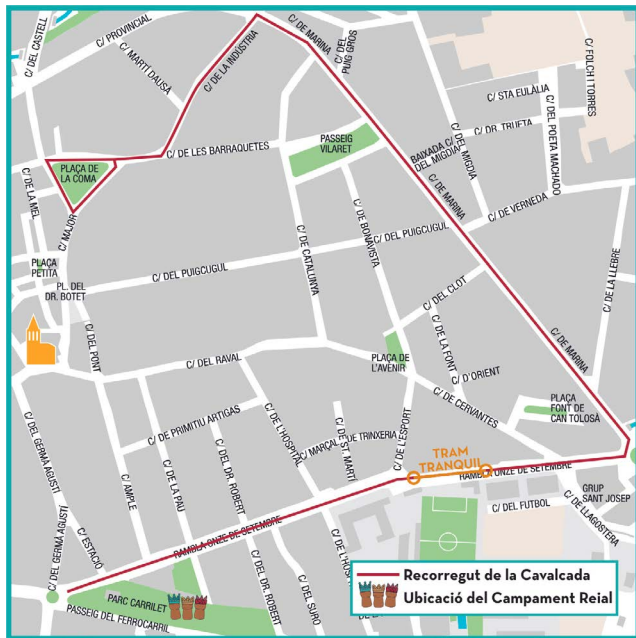 C/ DEL CASTELL
C/ PROVINCIAL
C/ MARTÍ DAUSÀ
C/ DE LA INDÚSTRIA
C/ DE MARINA
C/ DEL
PUIG GROS
C/ FOLCH I TORRES
C/ STA EULÀLIA
C/ DR. TRUETA
C/ DEL POETA MACHADO
C/ DEL MIGDIA
BAIXADA C/
DEL MIGDIA
C/ DE MARINA
C/ DE VERNEDA
PASSEIG
VILARET
C/ DE LES BARRAQUETES
PLAÇA DE
LA COMA
C/ DE LA MEL
C/ MAJOR
PLAÇA
PETITA
PL. DEL
DR. BOTET
C/ DEL PUIGCUGUL
C/ DEL PUIGCUGUL
C/ DE BONAVISTA
C/ DE CATALUNYA
C/ DE LA LLEBRE
C/ DEL CLOT
C/ DE LA FONT
C/ D'ORIENT
C/ DE MARINA
C/ DEL PONT
C/ DEL RAVAL
PLAÇA DE
L'AVENIR
C/ DE CERVANTES
PLAÇA
FONT DE
CAN TOLOSÀ
C/ DE PRIMITIU ARTIGAS
C/ DE L'HOSPITAL
C/ MARÇAL DE TRINXERIA
C/ DE ST. MARTÍ
C/ DE L'ESPORT
TRAM
TRANQUIL
RAMBLA ONZE DE SETEMBRE
GRUP
SANT JOSEP
C/ DE LLAGOSTERA
C/ DEL FUTBOL
C/ DEL GERMÀ AGUSTÍ
C/ DEL GERMÀ AGUSTÍ
C/ ESTACIÓ
C/ AMPLE
C/ DE LA PAU
C/ DEL DR. ROBERT
RAMBLA ONZE DE SETEMBRE
C/ DEL DR. ROBERT
C/ DEL SURO
C/ DE L'HOS
PARC CARRILET
PASSEIG DEL FERROCARRIL
Recorregut de la Cavalcada
Ubicació del Campament Reial